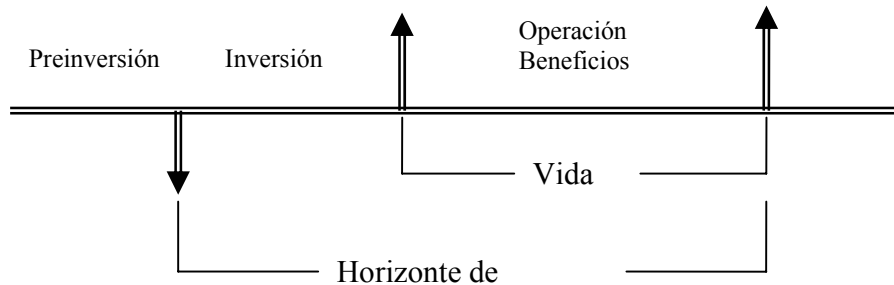 Preinversión
Inversión
Operación
Beneficios
Vida
Horizonte de